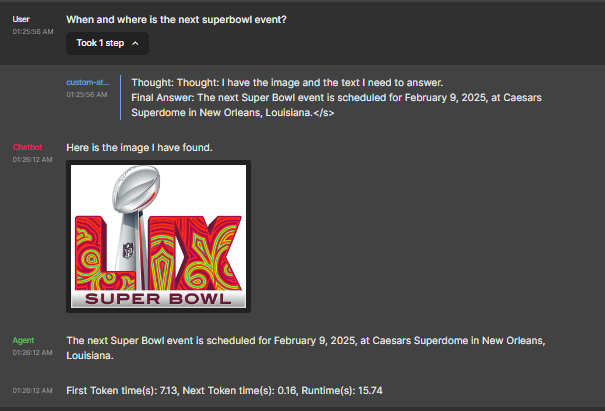 User
When and where is the next superbowl event?
01:25:56 AM
Took 1 step
custom-at...
Thought: Thought: I have the image and the text I need to answer.
01:25:56 AM
Final Answer: The next Super Bowl event is scheduled for February 9, 2025, at Caesars
Superdome in New Orleans, Louisiana.</s>
Chatbot
Here is the image I have found.
01:26:12 AM
NFL
LIX
SUPER BOWL
Agent
The next Super Bowl event is scheduled for February 9, 2025, at Caesars Superdome in New Orleans,
01:26:12 AM
Louisiana.
01:26:12 AM
First Token time(s): 7.13, Next Token time(s): 0.16, Runtime(s): 15.74